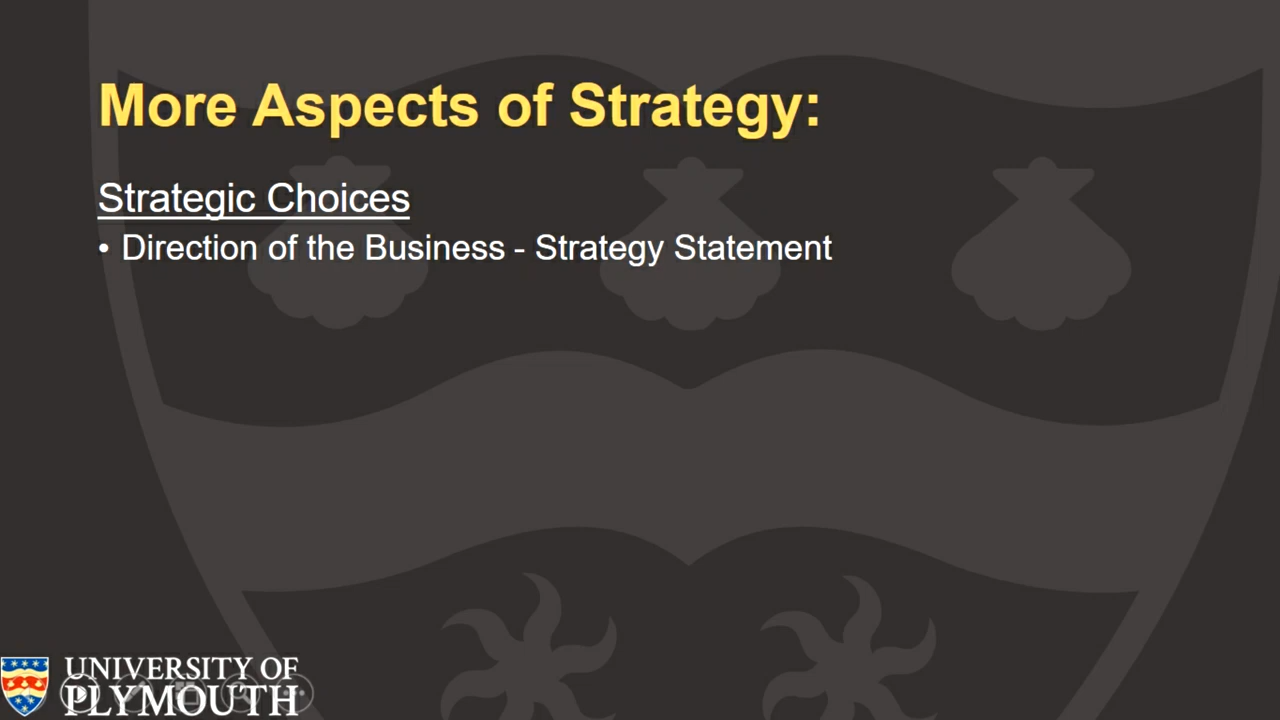 More Aspects of Strategy:
Strategic Choices
• Direction of the Business - Strategy Statement
UNIVERSITY OF
PLYMOUTH